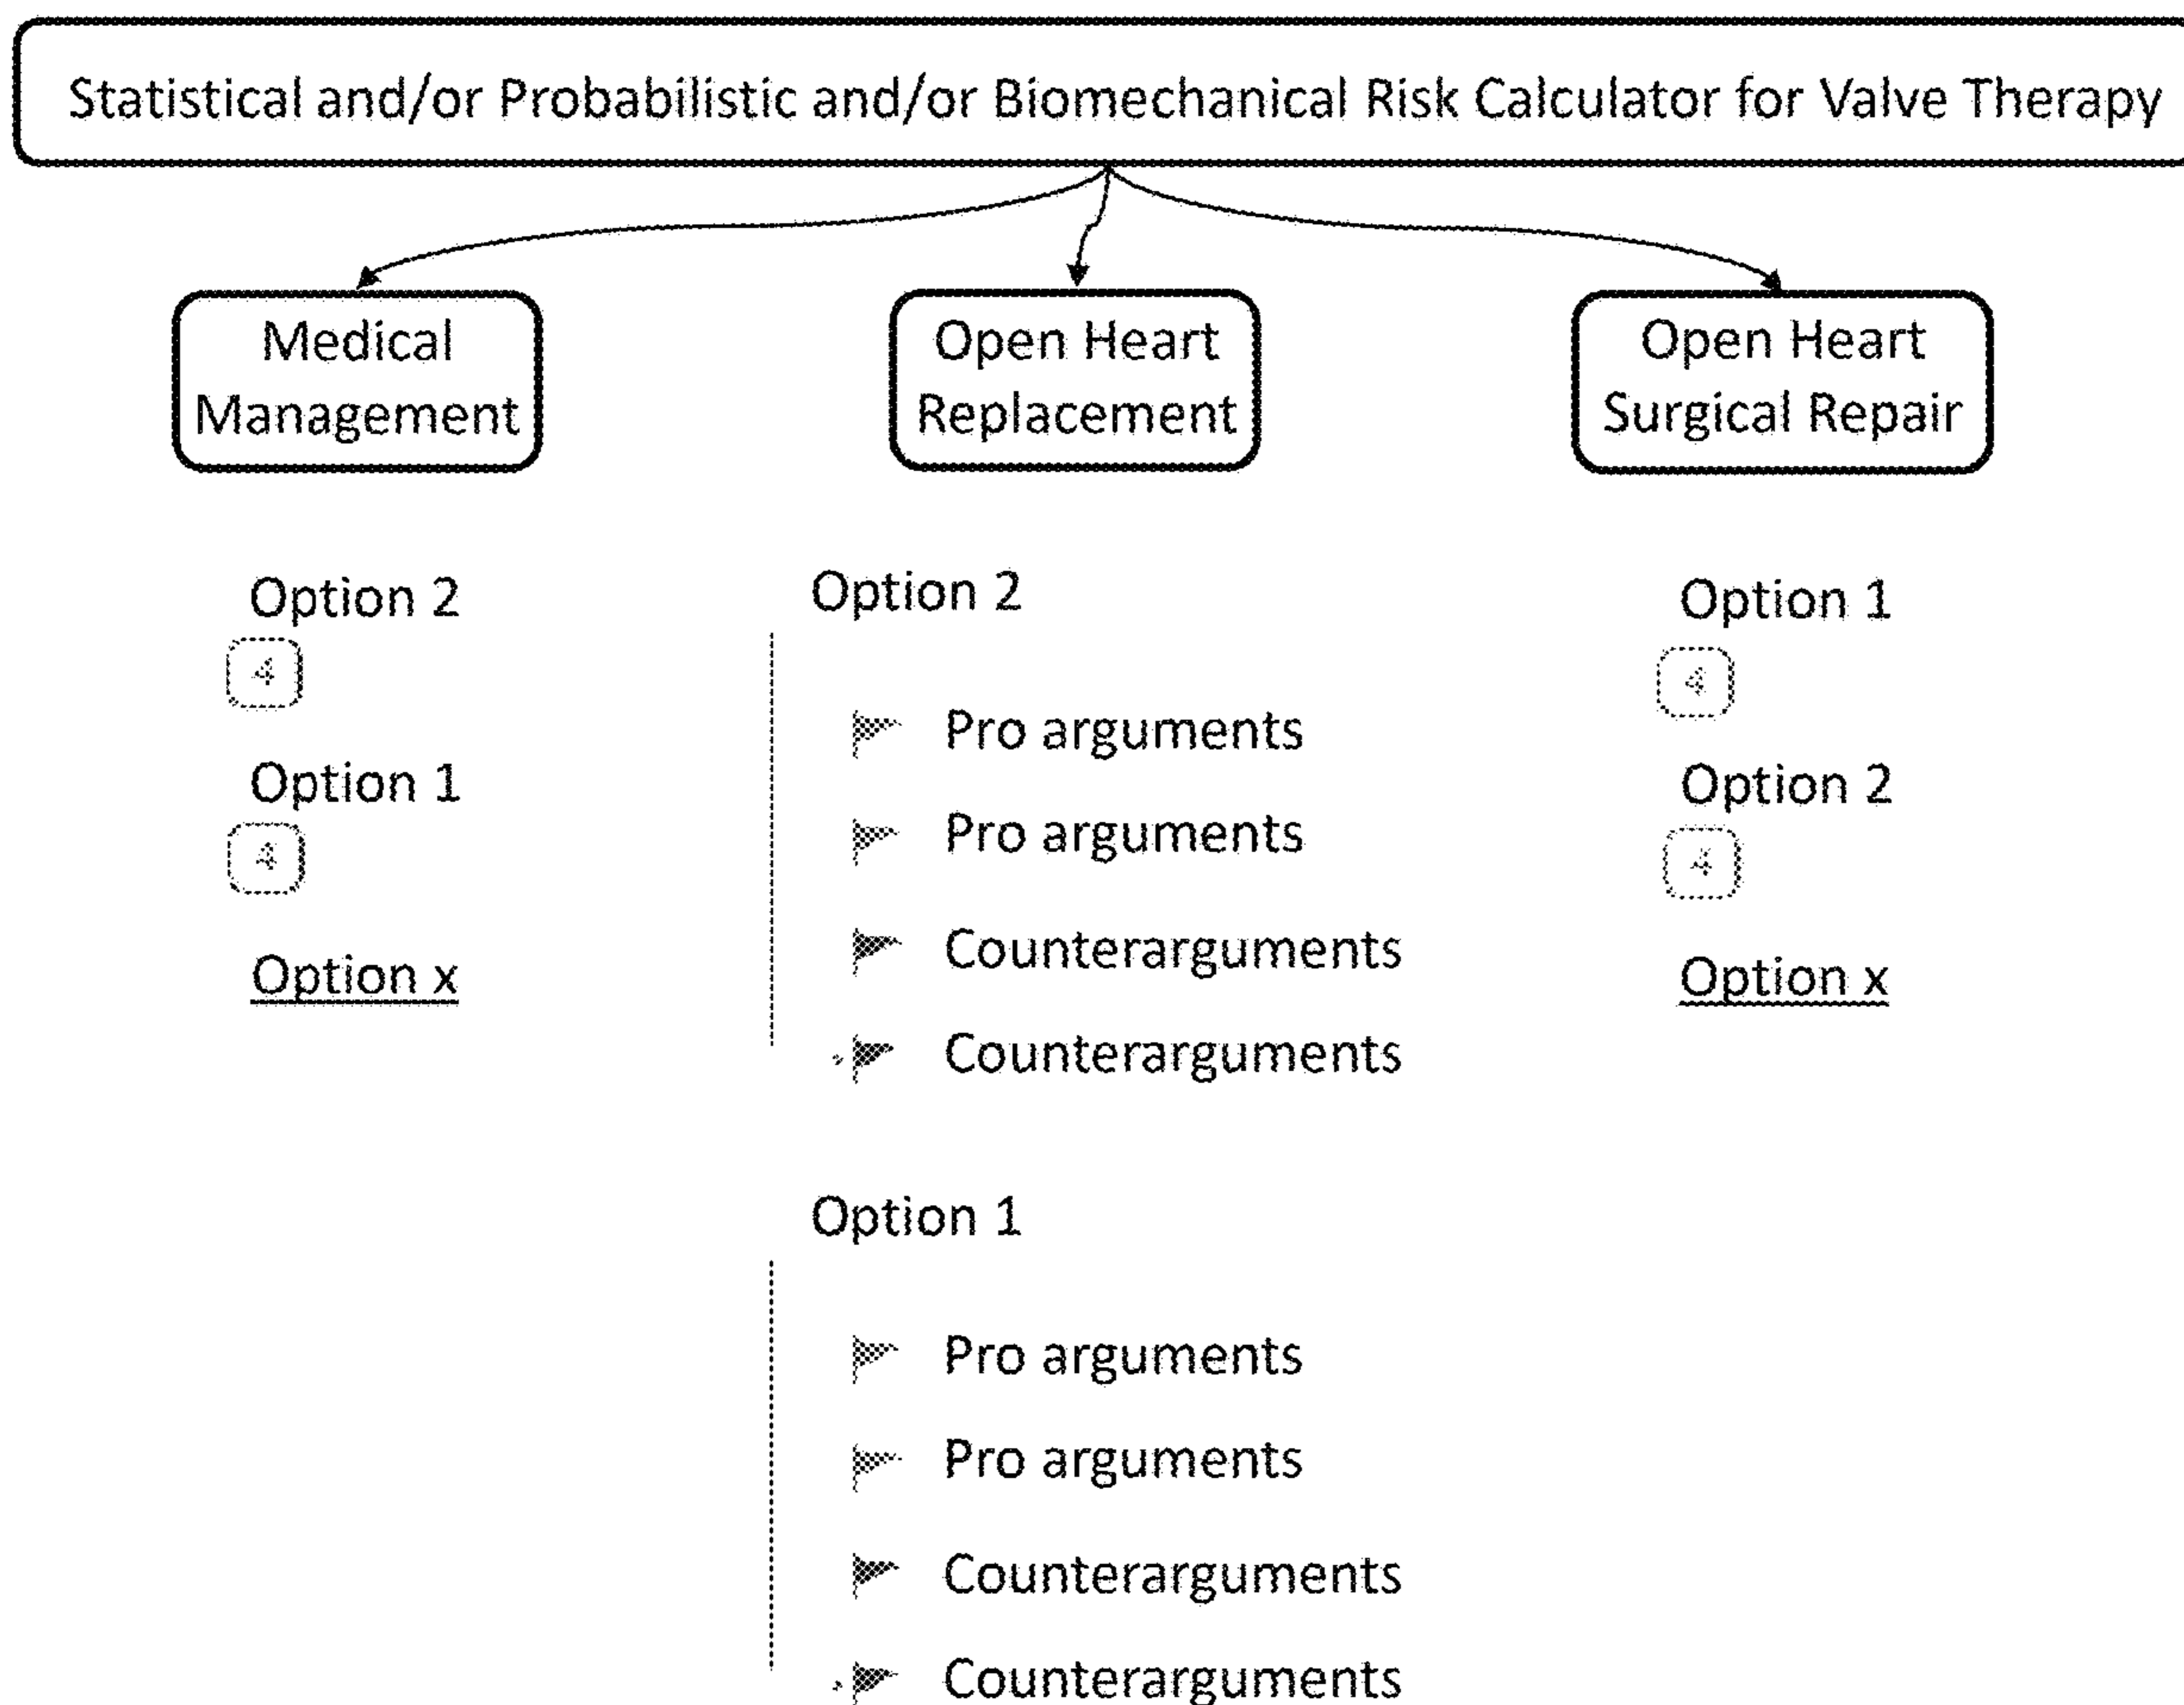 Statistical and/or Probabilistic and/or Biomechanical Risk Calculator for Valve Therapy
Medical
Management
Open Heart
Replacement
Open Heart
Surgical Repair
Option 2
4
Option 1
4
Option x
Option 2
Pro arguments
Pro arguments
Counterarguments
Counterarguments
Option 1
Pro arguments
Pro arguments
Counterarguments
Counterarguments
Option 1
4
Option 2
4
Option x